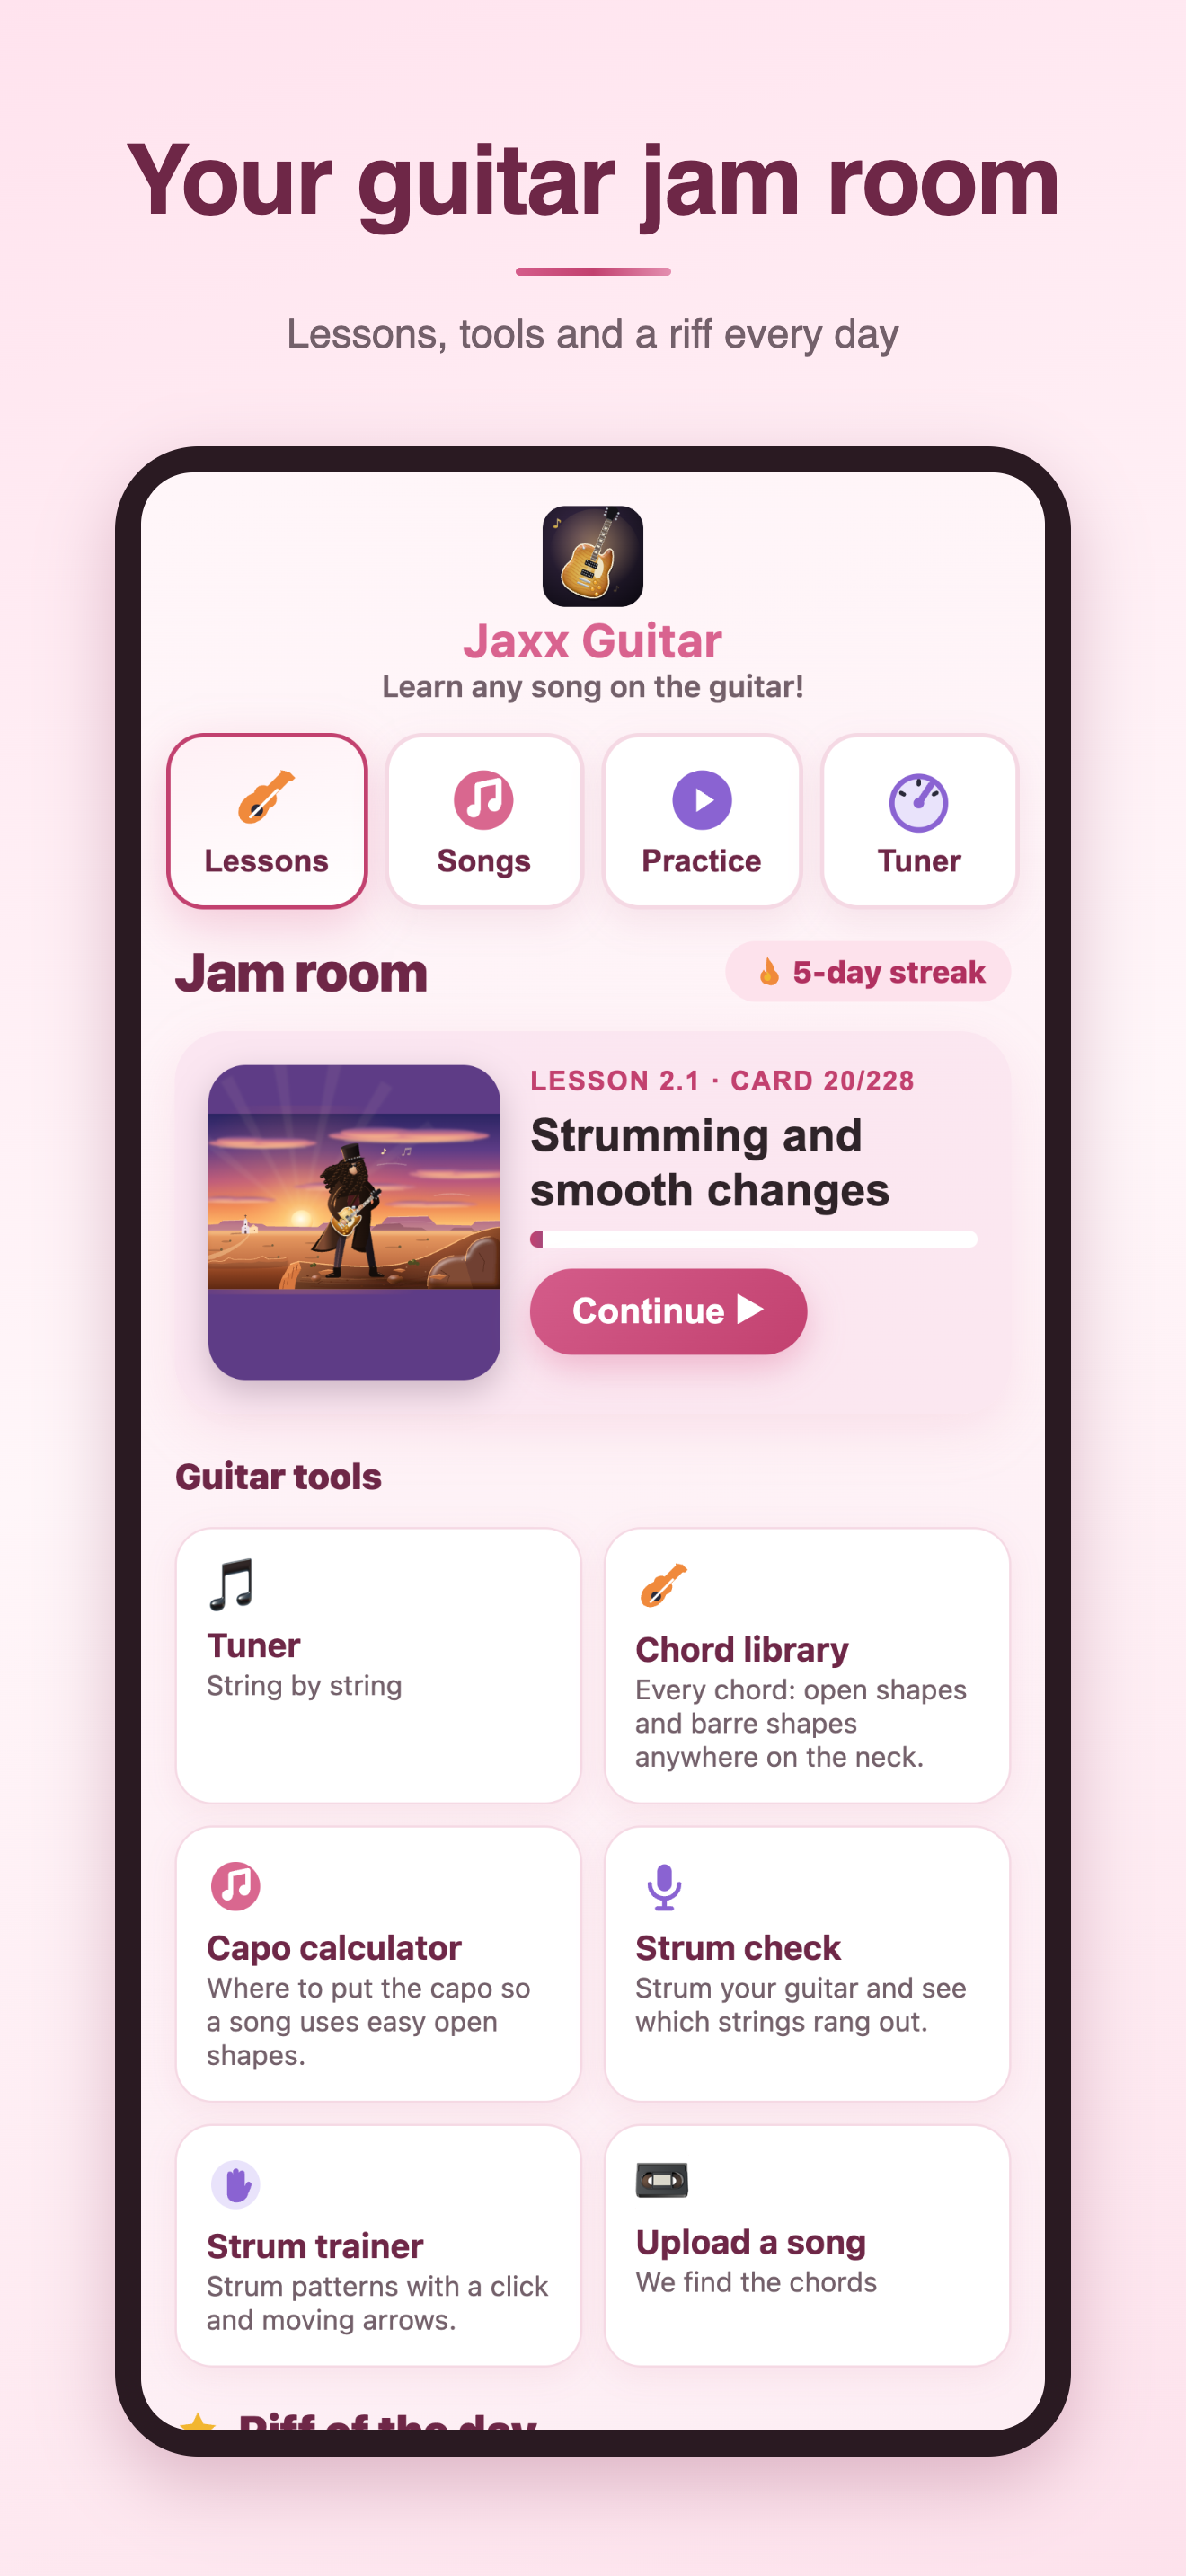 Your guitar jam room
Lessons, tools and a riff every day
Jaxx Guitar
Learn any song on the guitar!
Lessons
Songs
Practice
Tuner
Jam room
5-day streak
LESSON 2.1 · CARD 20/228
Strumming and
smooth changes
Continue
Guitar tools
Tuner
String by string
Chord library
Every chord: open shapes
and barre shapes
anywhere on the neck.
Capo calculator
Where to put the capo so
a song uses easy open
shapes.
Strum check
Strum your guitar and see
which strings rang out.
Strum trainer
Strum patterns with a click
and moving arrows.
Upload a song
We find the chords
Riff of the day